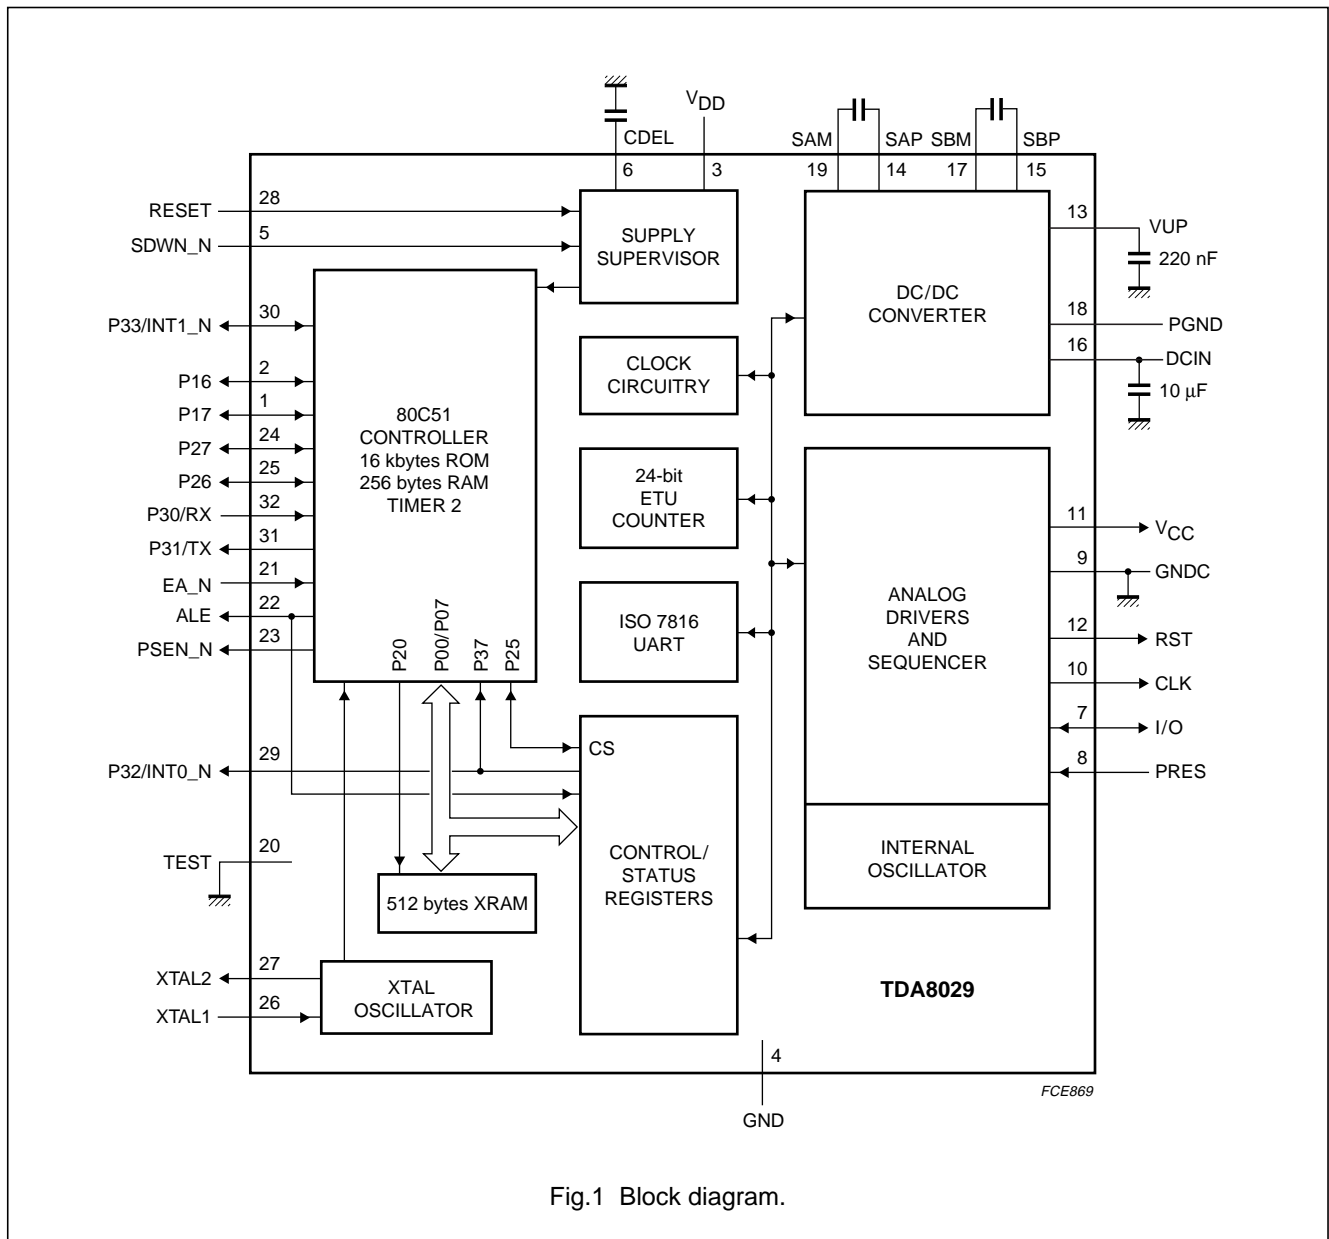 V DD
CDEL
SAM
SAP
SBM
SBP
6
3
19
14
17
15
RESET
28
SDWN_N
5
SUPPLY
SUPERVISOR
13
VUP
220 nF
DC/DC
CONVERTER
18
PGND
16
DCIN
10 μF
P33/INT1_N
30
P16
2
P17
1
P27
24
P26
25
P30/RX
32
P31/TX
31
EA_N
21
ALE
22
PSEN_N
23
80C51
CONTROLLER
16 kbytes ROM
256 bytes RAM
TIMER 2
P20
P00/P07
P37
P25
CLOCK
CIRCUITRY
24-bit
ETU
COUNTER
ISO 7816
UART
ANALOG
DRIVERS
AND
SEQUENCER
11
VCC
9
GNDC
12
RST
10
CLK
7
I/O
8
PRES
P32/INT0_N
29
CS
CONTROL/
STATUS
REGISTERS
INTERNAL
OSCILLATOR
TEST
20
512 bytes XRAM
XTAL2
27
XTAL1
26
XTAL
OSCILLATOR
TDA8029
4
GND
FCE869
Fig.1 Block diagram.